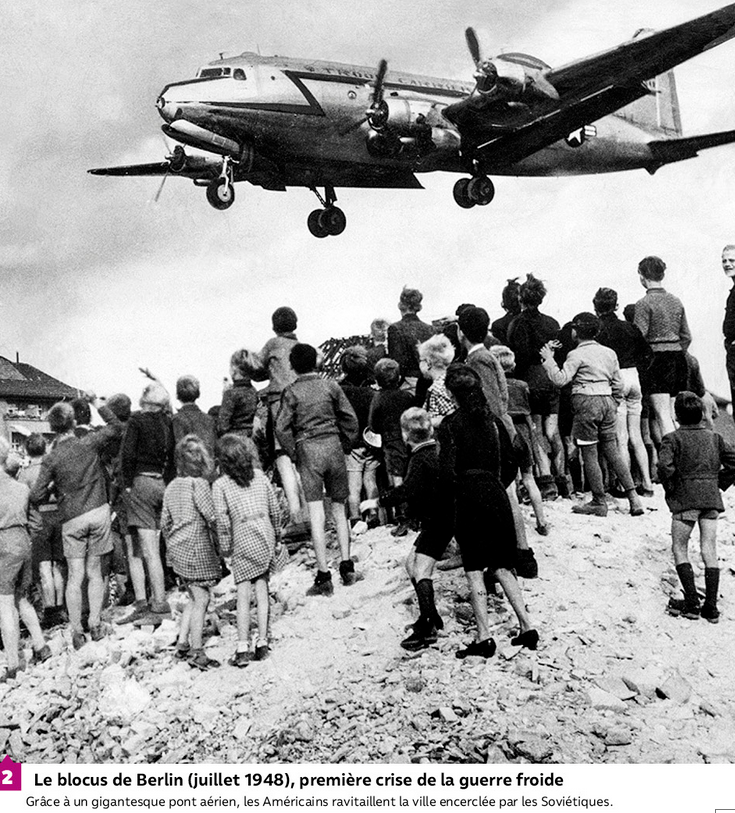 2 Le blocus de Berlin (juillet 1948), première crise de la guerre froide
Grâce à un gigantesque pont aérien, les Américains ravitaillent la ville encerclée par les Soviétiques.